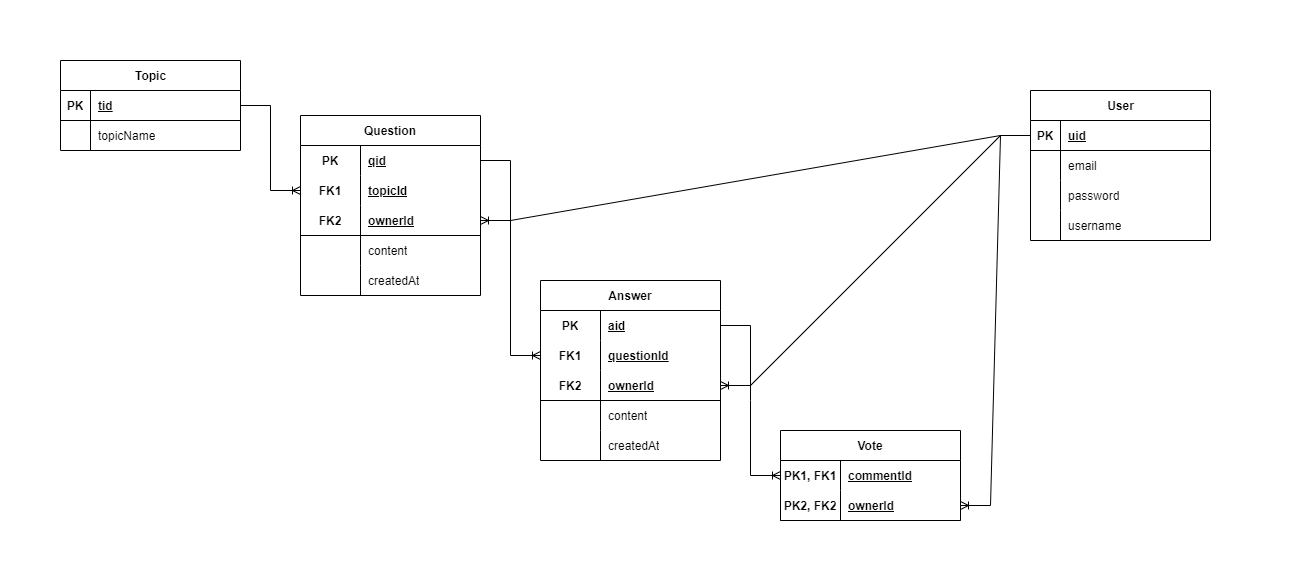 Topic
PK tid
topicName
Question
PK qid
FK1 topicId
FK2 ownerId
content
createdAt
Answer
PK aid
FK1 questionId
FK2 ownerId
content
createdAt
Vote
PK1, FK1 commentId
PK2, FK2 ownerId
User
PK uid
email
password
username